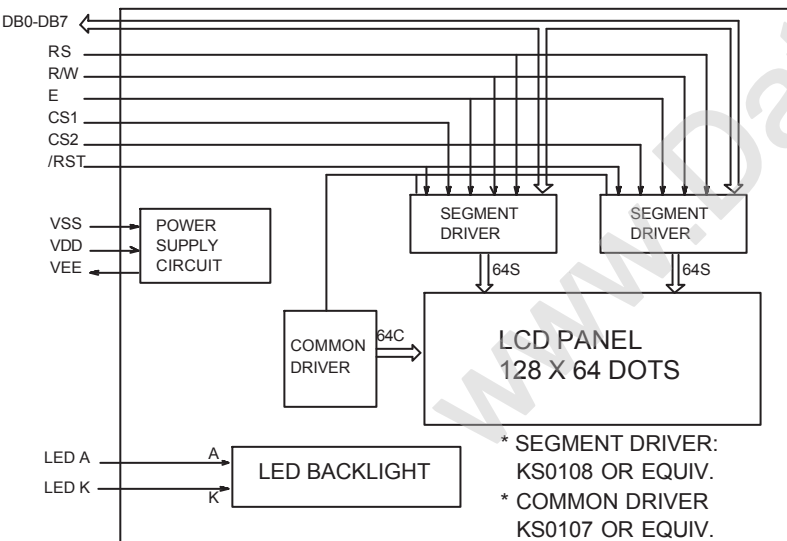 DB0-DB7
RS
R/W
E
CS1
CS2
/RST
SEGMENT
DRIVER
SEGMENT
DRIVER
VSS
VDD
VEE
POWER
SUPPLY
CIRCUIT
64S
64S
COMMON
DRIVER
64C
LCD PANEL
128 X 64 DOTS
LED A
A
LED K
K
LED BACKLIGHT
* SEGMENT DRIVER:
KS0108 OR EQUIV.
* COMMON DRIVER
KS0107 OR EQUIV.
www.Da